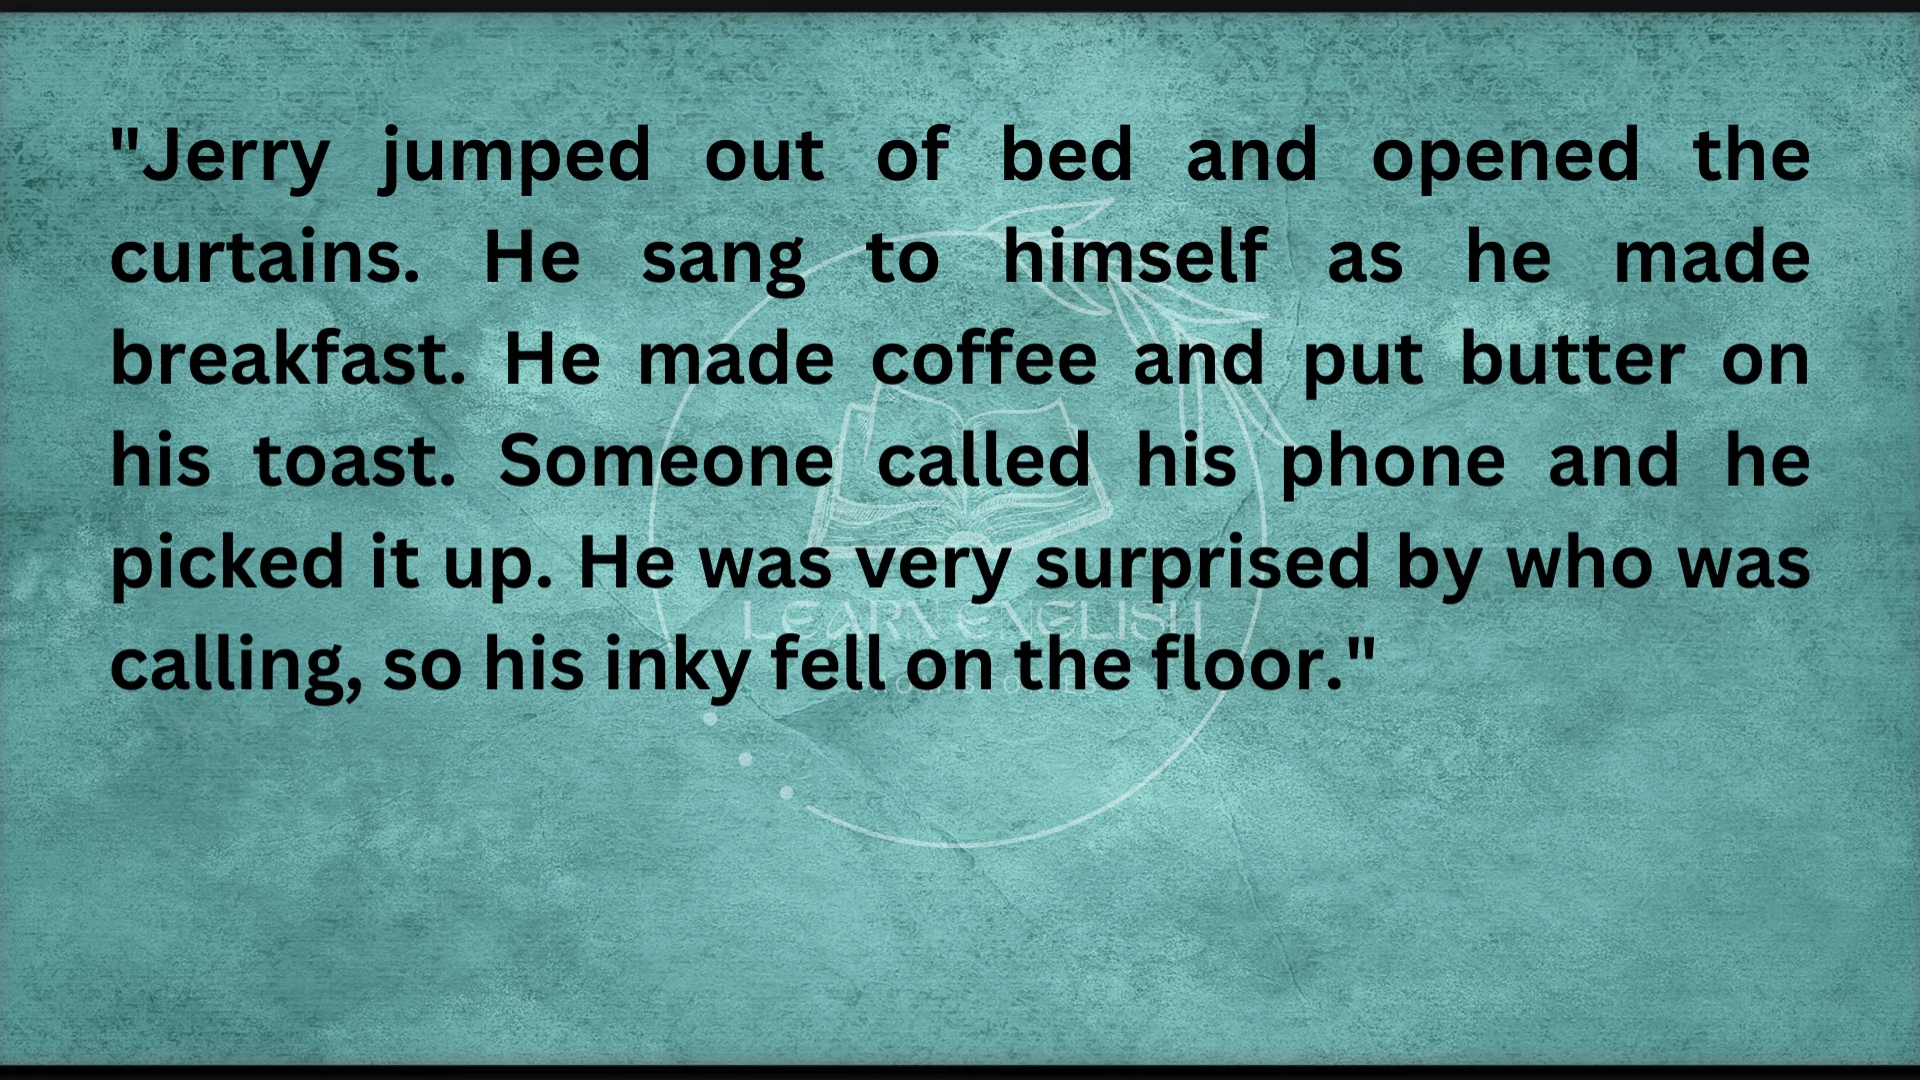 "Jerry jumped out of bed and opened the
curtains. He sang to himself as he made
breakfast. He made coffee and put butter on
his toast. Someone called his phone and he
picked it up. He was very surprised by who was
calling, so his inky fell on the floor."
LEARN ENGLISH